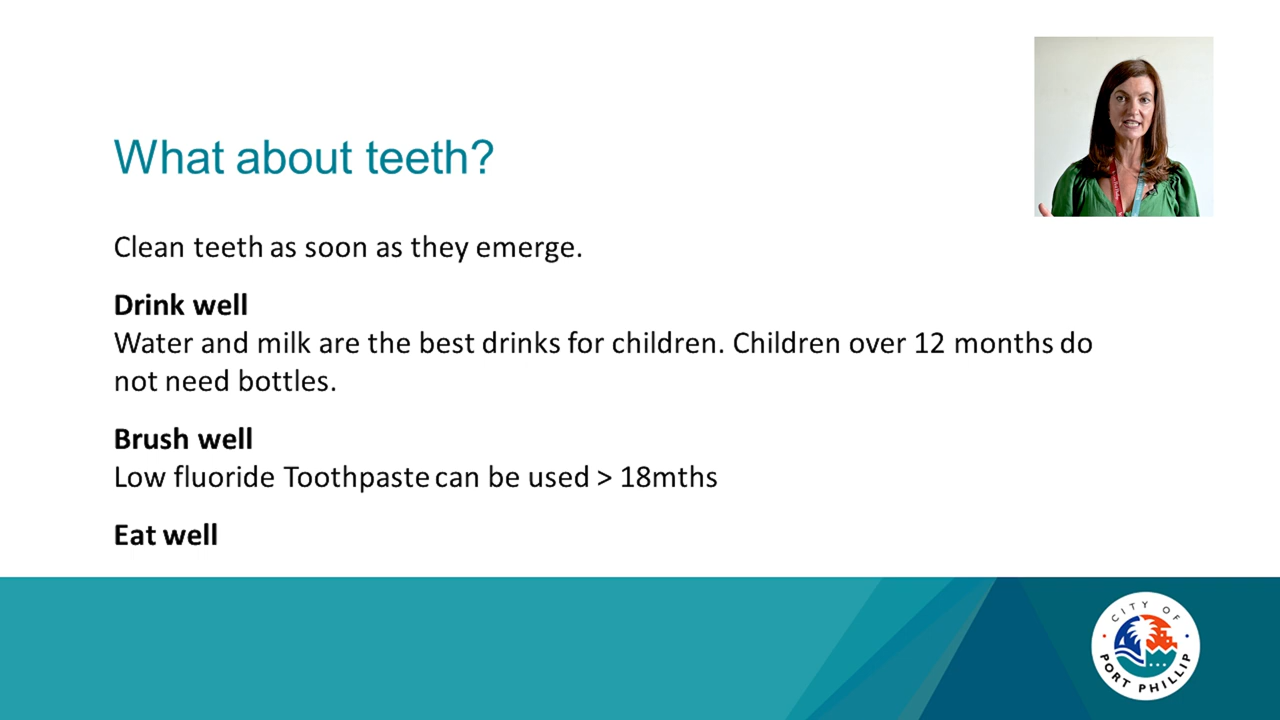 What about teeth?
Clean teeth as soon as they emerge.
Drink well
Water and milk are the best drinks for children. Children over 12 months do
not need bottles.
Brush well
Low fluoride Toothpaste can be used > 18mths
Eat well
CITY OF
PORT PHILLIP